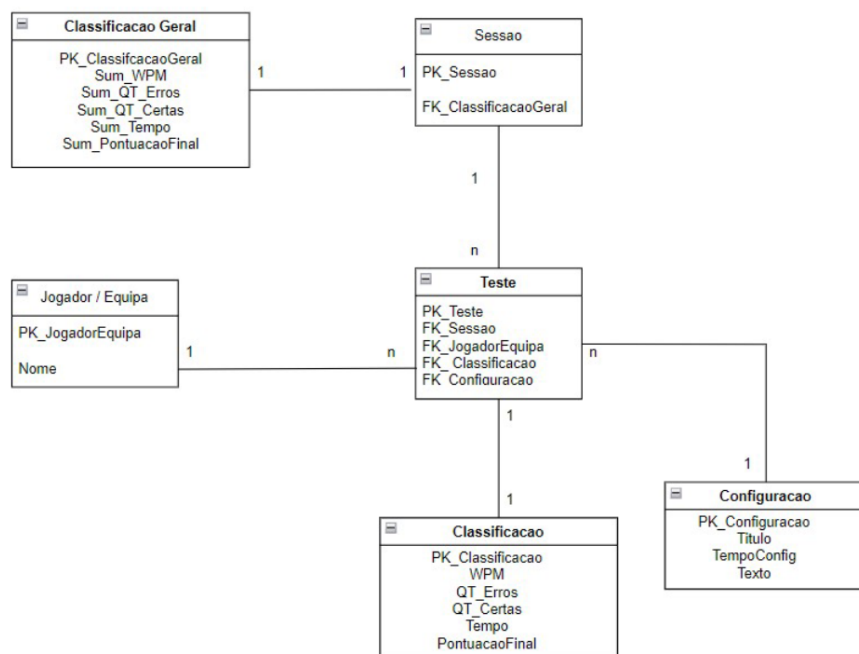 Classificacao Geral
PK_ClassifcacaoGeral
Sum_WPM
Sum_QT_Erros
Sum_QT_Certas
Sum_Tempo
Sum_PontuacaoFinal
1
1
Sessao
PK_Sessao
FK_ClassificacaoGeral
1
n
Jogador / Equipa
PK_JogadorEquipa
Nome
1
n
Teste
PK_Teste
FK_Sessao
FK_JogadorEquipa
FK_ Classificacao
FK_Configuracao
n
1
1
1
Classificacao
PK_Classificacao
WPM
QT_Erros
QT_Certas
Tempo
PontuacaoFinal
Configuracao
PK_Configuracao
Titulo
TempoConfig
Texto